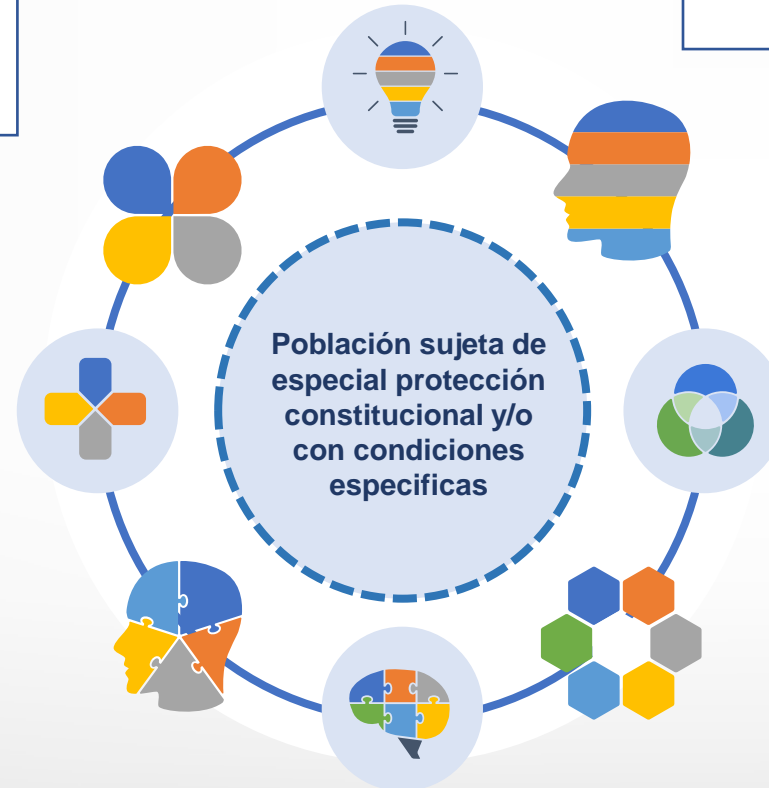 Población sujeta de
especial protección
constitucional y/o
con condiciones
especificas